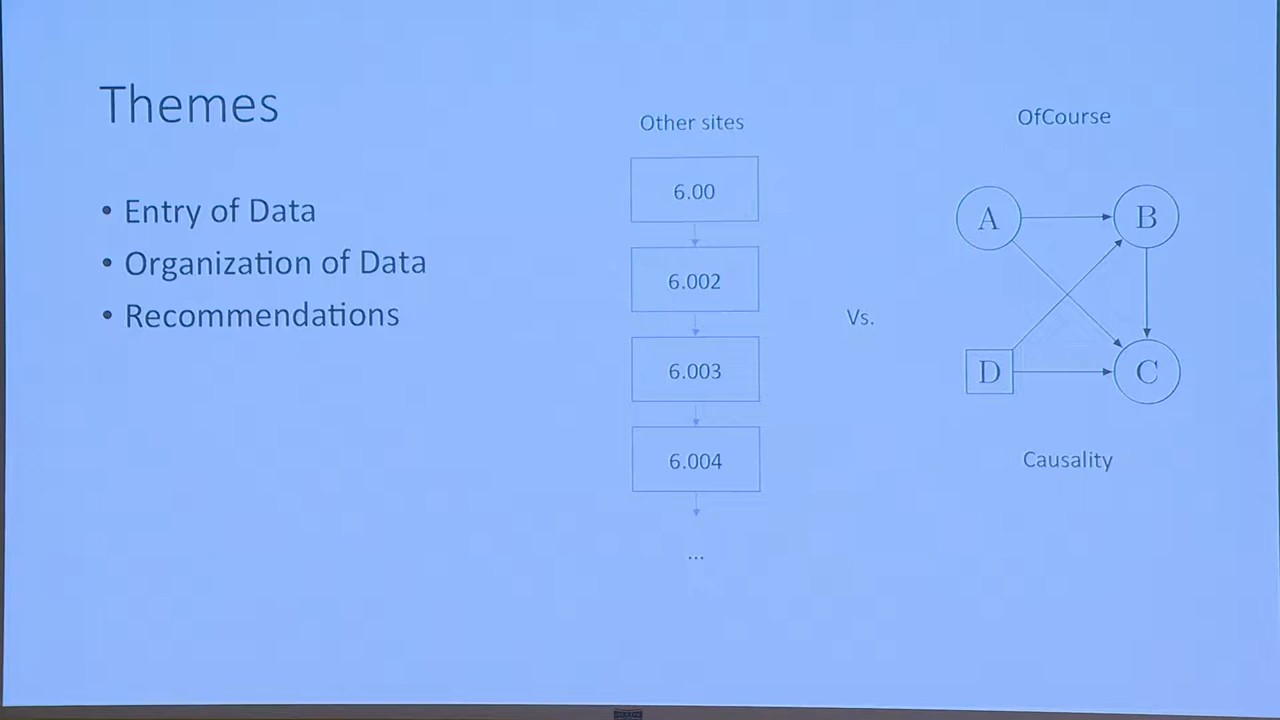 Themes
• Entry of Data
• Organization of Data
• Recommendations
Other sites
6.00
6.002
6.003
6.004
...
Vs.
OfCourse
A
B
D
C
Causality